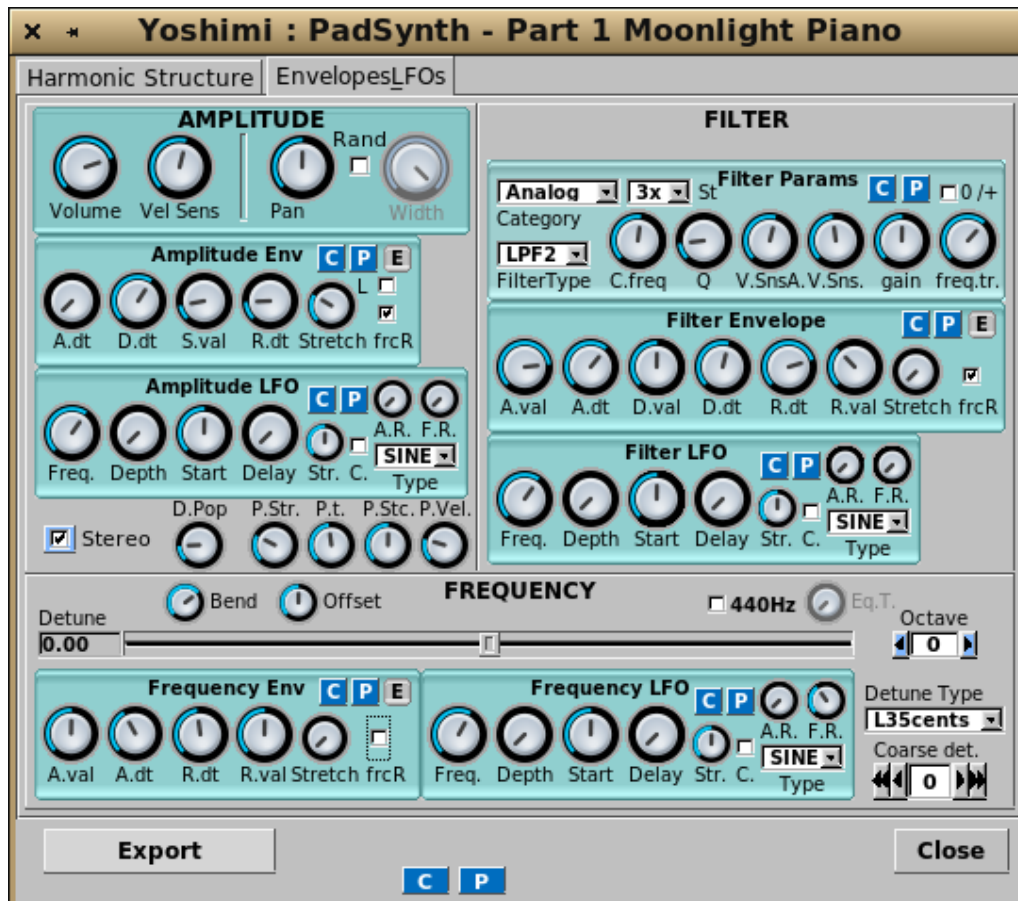 Yoshimi : PadSynth - Part 1 Moonlight Piano
Harmonic Structure
EnvelopesLFOs
AMPLITUDE
Rand
Volume Vel Sens Pan Width
Amplitude Env C P E
L
A.dt D.dt S.val R.dt Stretch frcR
Amplitude LFO C P
A.R. F.R.
SINE
Freq. Depth Start Delay Str. C.
Type
D.Pop P.Str. P.t. P.Stc. P.Vel.
Stereo
FILTER
Analog 3x St Filter Params C P 0 /+
Category
LPF2
FilterType C.freq Q V.SnsA. V.Sns. gain freq.tr.
Filter Envelope C P E
A.val A.dt D.val D.dt R.dt R.val Stretch frcR
Filter LFO C P
A.R. F.R.
SINE
Freq. Depth Start Delay Str. C.
Type
FREQUENCY
Bend Offset 440Hz Eq.T.
Detune
0.00
Octave
0
Frequency Env C P E
A.val A.dt R.dt R.val Stretch frcR
Frequency LFO C P
A.R. F.R.
SINE
Freq. Depth Start Delay Str. C.
Type
Detune Type
L35cents
Coarse det.
0
Export
Close
C P